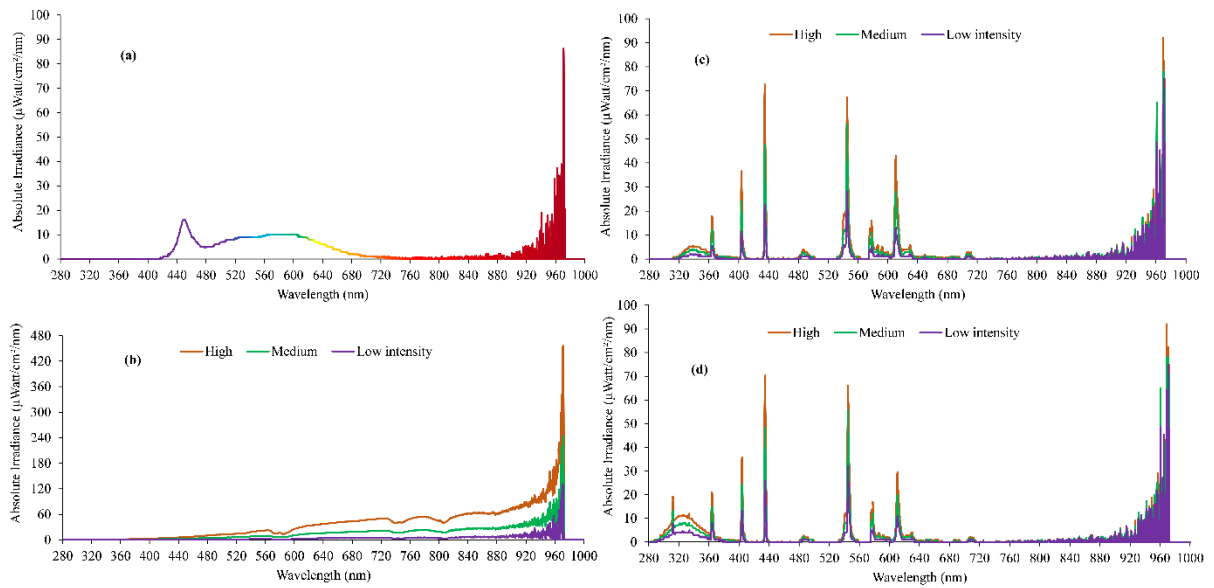 Absolute Irradiance (µWatt/cm²/nm)
100
90
80
70
60
50
40
30
20
10
0
(a)
280 320 360 400 440 480 520 560 600 640 680 720 760 800 840 880 920 960 1000
Wavelength (nm)
Absolute Irradiance (µWatt/cm²/nm)
480
420
360
300
240
180
120
60
0
High Medium Low intensity
(b)
280 320 360 400 440 480 520 560 600 640 680 720 760 800 840 880 920 960 1000
Wavelength (nm)
Absolute Irradiance (µWatt/cm²/nm)
100
90
80
70
60
50
40
30
20
10
0
High Medium Low intensity
(c)
280 320 360 400 440 480 520 560 600 640 680 720 760 800 840 880 920 960 1000
Wavelength (nm)
Absolute Irradiance (µWatt/cm²/nm)
100
90
80
70
60
50
40
30
20
10
0
High Medium Low intensity
(d)
280 320 360 400 440 480 520 560 600 640 680 720 760 800 840 880 920 960 1000
Wavelength (nm)